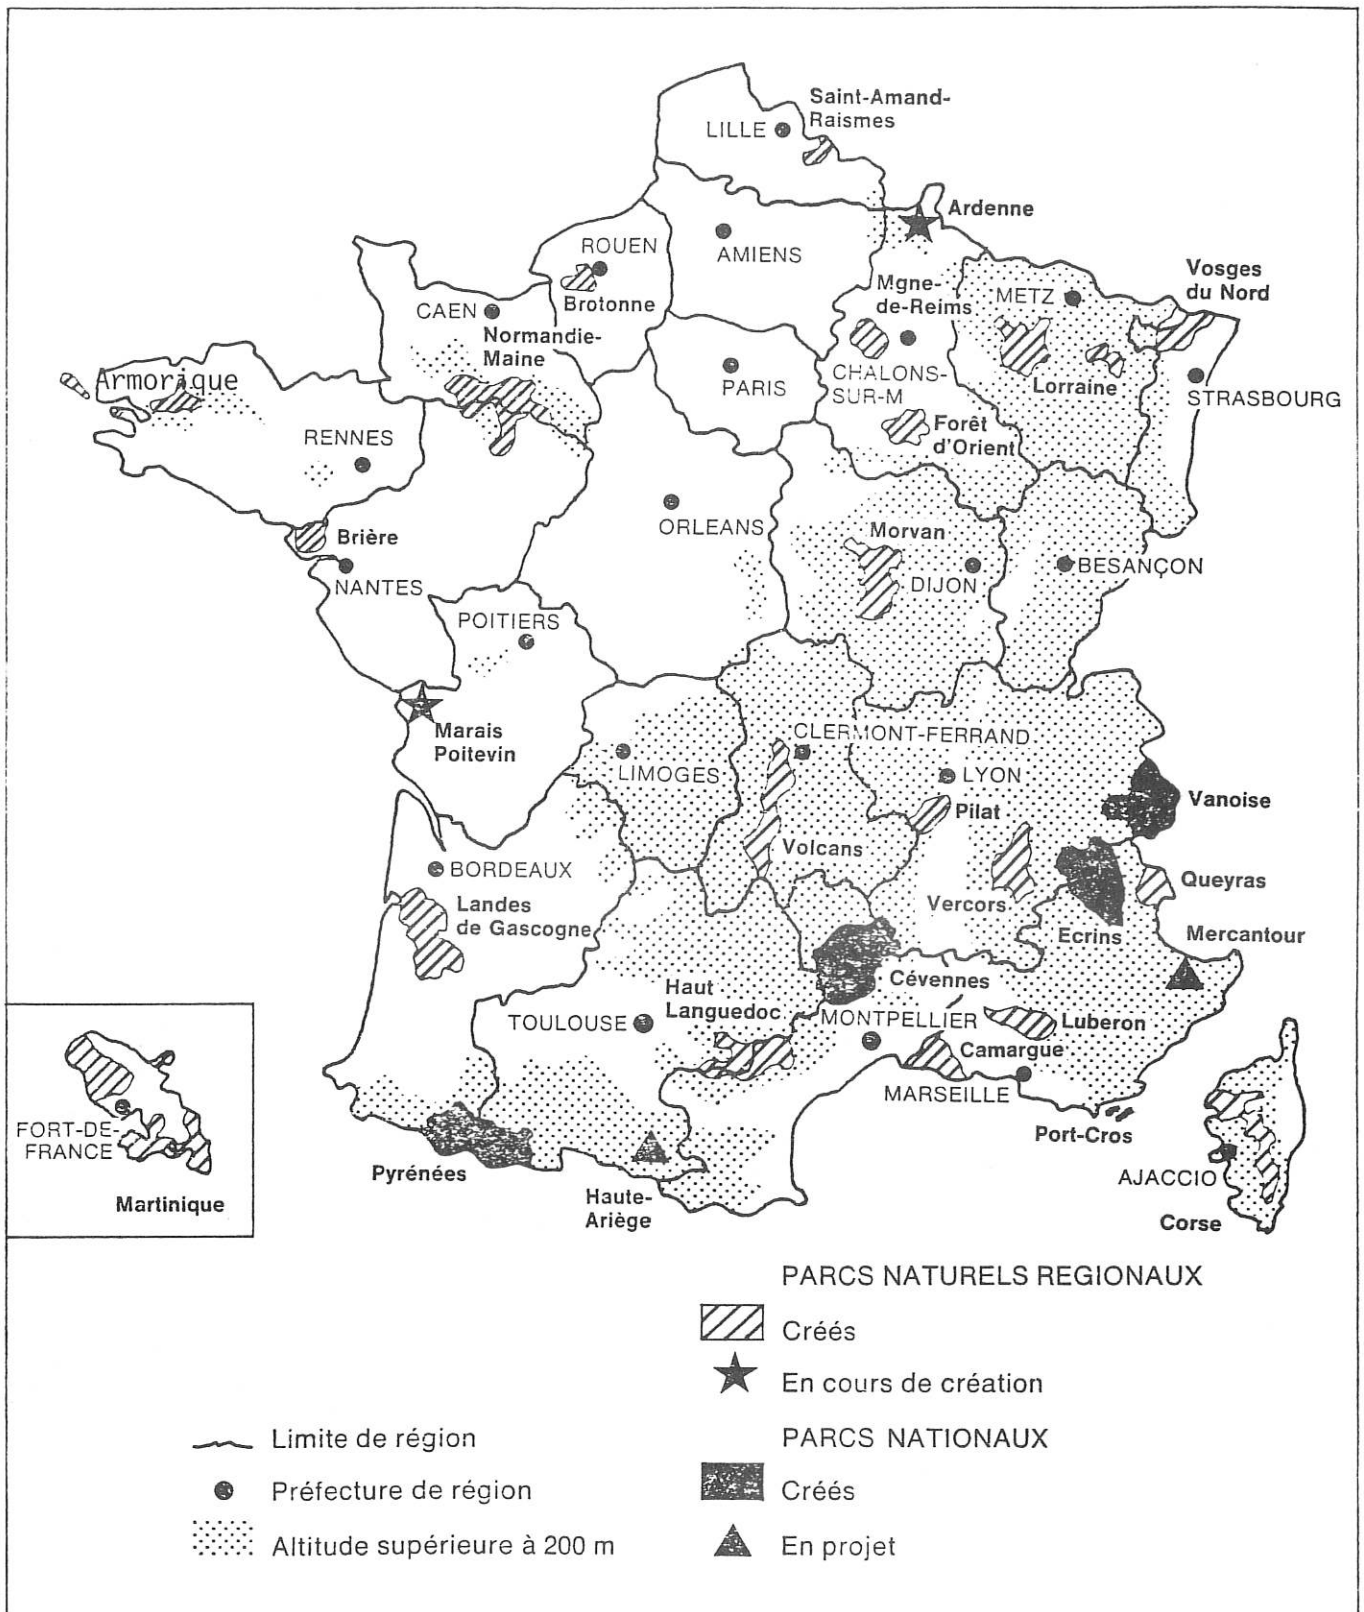 Saint-Amand-
Raismes
LILLE
Ardenne
ROUEN
AMIENS
Brotonne
Vosges
du Nord
Mgne-
de-Reims
METZ
CAEN
Normandie-
Maine
Armorique
PARIS
CHALONS-
SUR-M
Lorraine
STRASBOURG
RENNES
Forêt
d'Orient
ORLEANS
Brière
Morvan
NANTES
DIJON
BESANÇON
POITIERS
Marais
Poitevin
CLERMONT-FERRAND
LIMOGES
LYON
Vanoise
Pilat
Volcans
BORDEAUX
Queyras
Landes
de Gascogne
Vercors
Ecrins
Mercantour
Haut
Languedoc
Cévennes
TOULOUSE
MONTPELLIER
Luberon
Camargue
MARSEILLE
Port-Cros
FORT-DE-
FRANCE
Martinique
Pyrénées
Haute-
Ariège
AJACCIO
Corse
PARCS NATURELS REGIONAUX
Créés
En cours de création
Limite de région
PARCS NATIONAUX
Préfecture de région
Créés
Altitude supérieure à 200 m
En projet